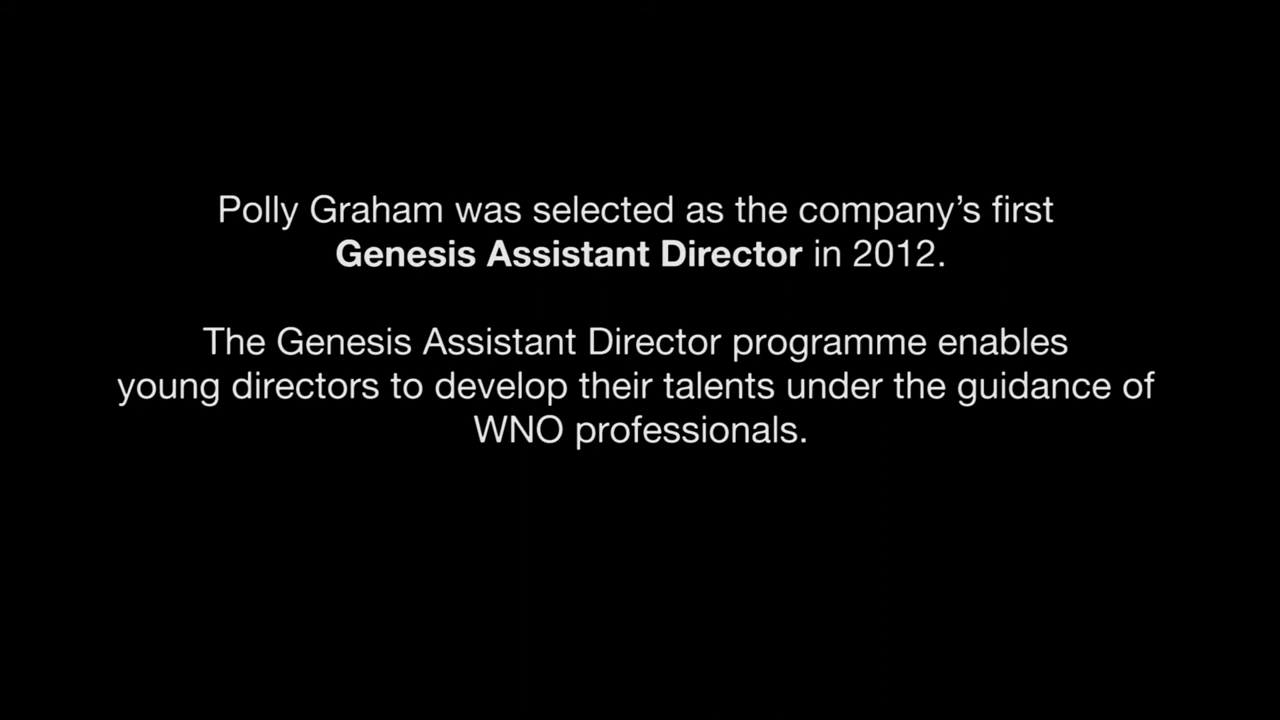 Polly Graham was selected as the company’s first
Genesis Assistant Director in 2012.
The Genesis Assistant Director programme enables
young directors to develop their talents under the guidance of
WNO professionals.